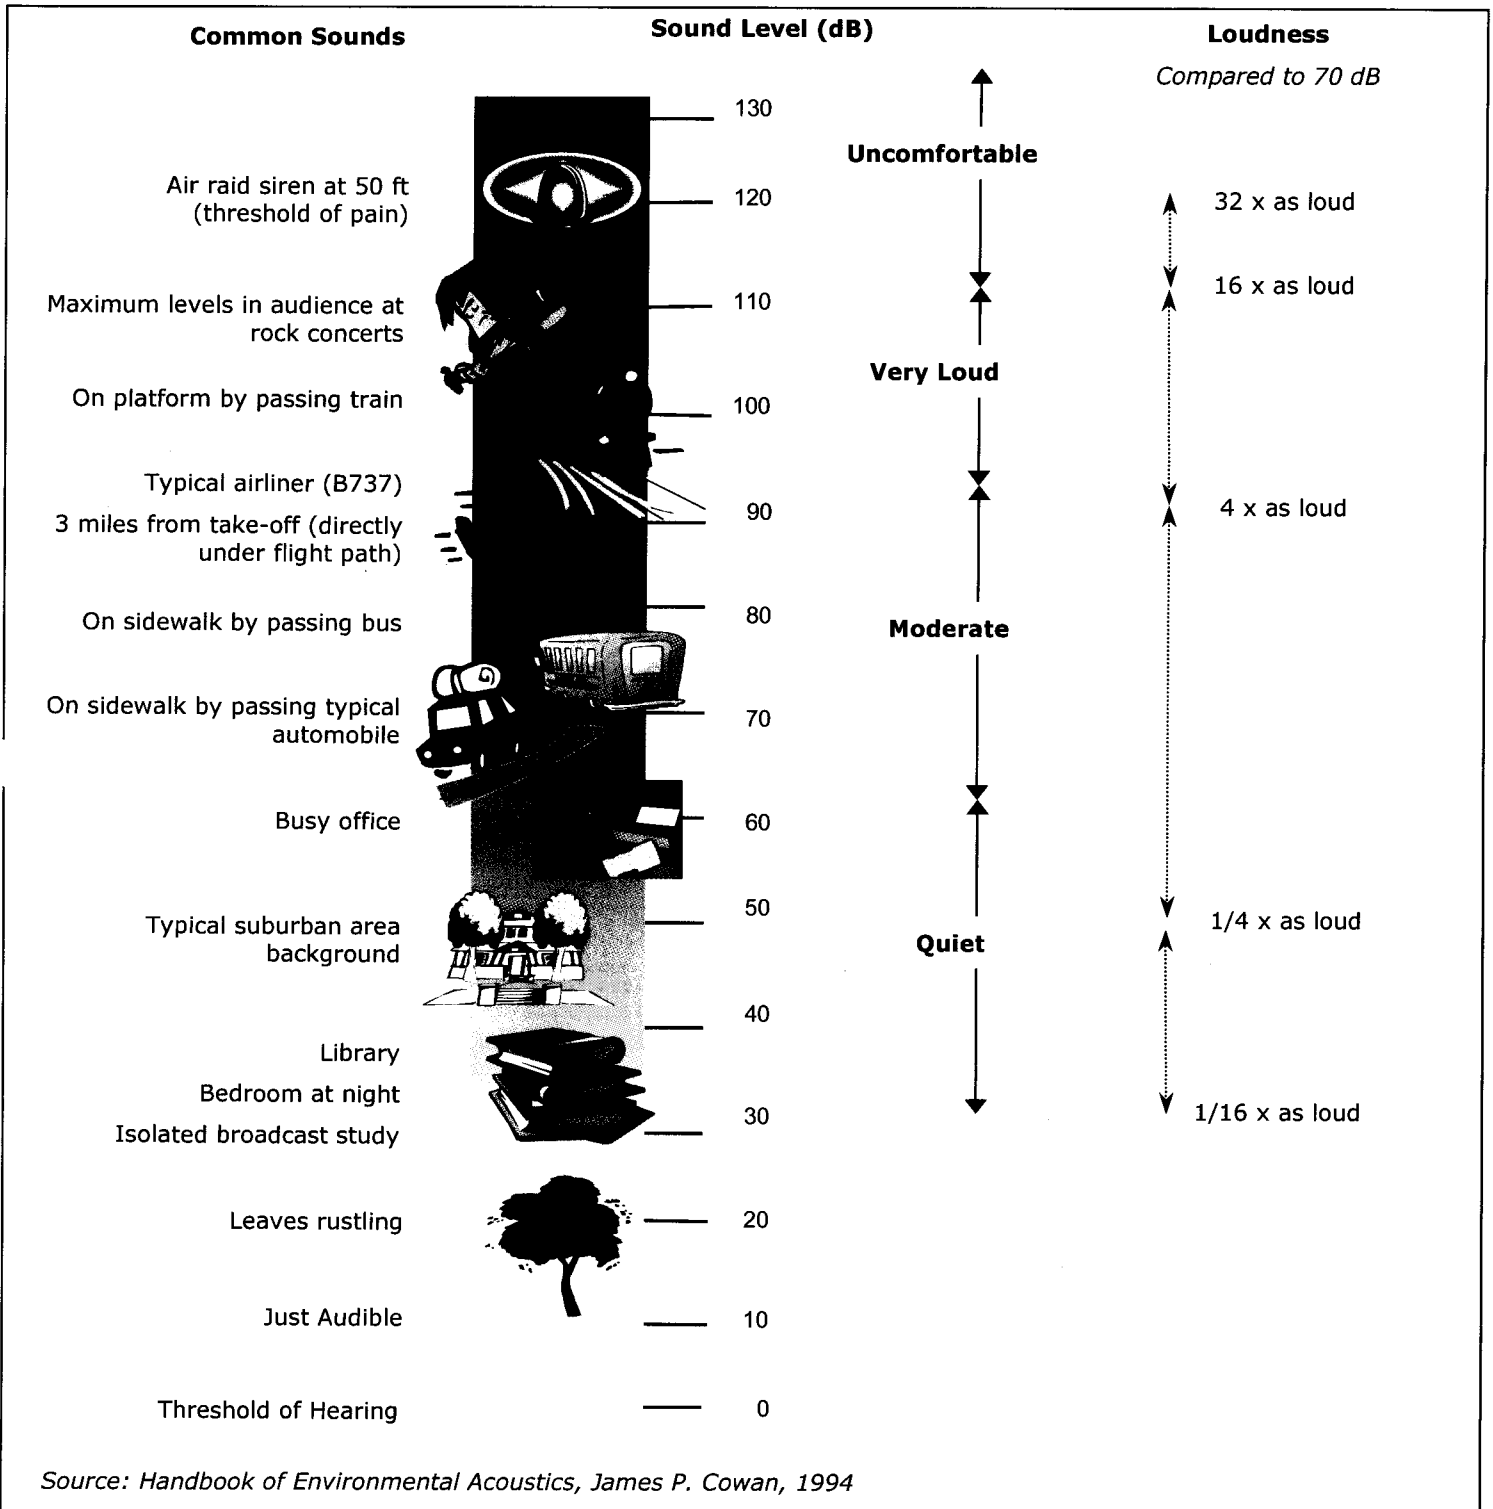 Common Sounds
Sound Level (dB)
Loudness
Compared to 70 dB
130
Uncomfortable
Air raid siren at 50 ft
(threshold of pain)
120
32 x as loud
16 x as loud
Maximum levels in audience at
rock concerts
110
Very Loud
On platform by passing train
100
Typical airliner (B737)
3 miles from take-off (directly
under flight path)
90
4 x as loud
On sidewalk by passing bus
80
Moderate
On sidewalk by passing typical
automobile
70
Busy office
60
50
Typical suburban area
background
1/4 x as loud
Quiet
40
Library
Bedroom at night
Isolated broadcast study
30
1/16 x as loud
Leaves rustling
20
Just Audible
10
Threshold of Hearing
0
Source: Handbook of Environmental Acoustics, James P. Cowan, 1994